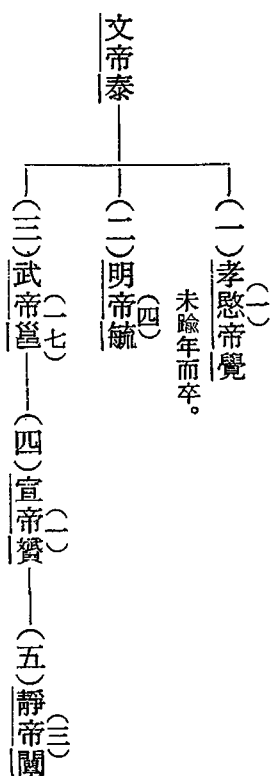 文帝泰
(一)孝愍帝覺(一)
未踰年而卒。
(二)明帝毓(四)
(三)武帝邕(一七)
(四)宣帝贇(一)
(五)靜帝闡(三)